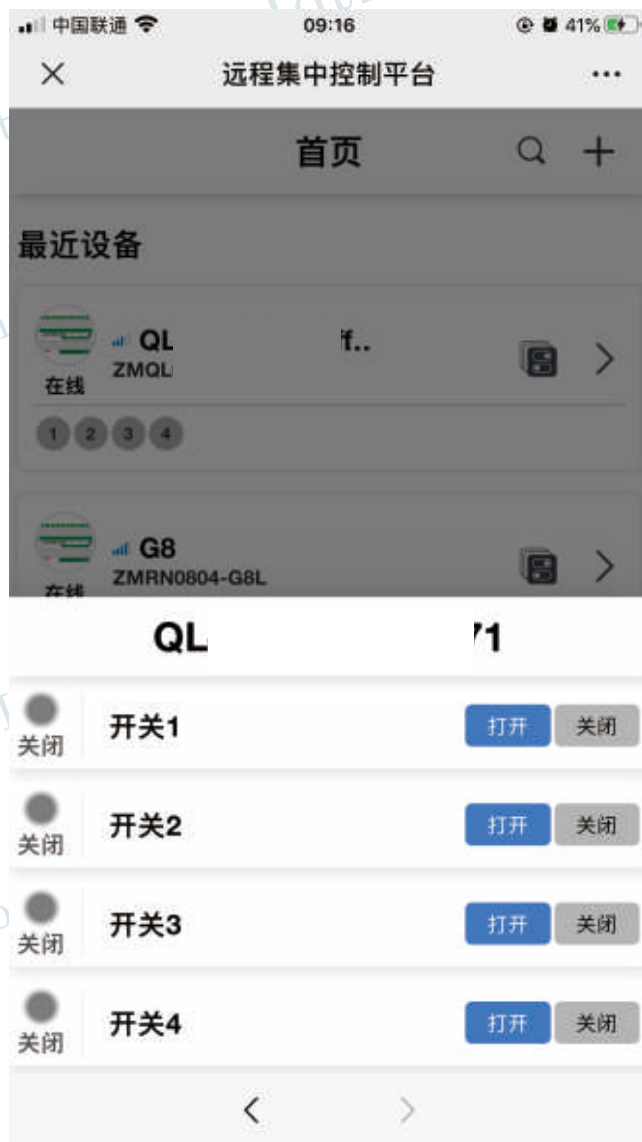 中国联通 09:16 41%
远程集中控制平台
首页
最近设备
QL f..
ZMQL
在线
1 2 3 4
G8
ZMRN0804-G8L
在线
QL 71
关闭 开关1 打开 关闭
关闭 开关2 打开 关闭
关闭 开关3 打开 关闭
关闭 开关4 打开 关闭